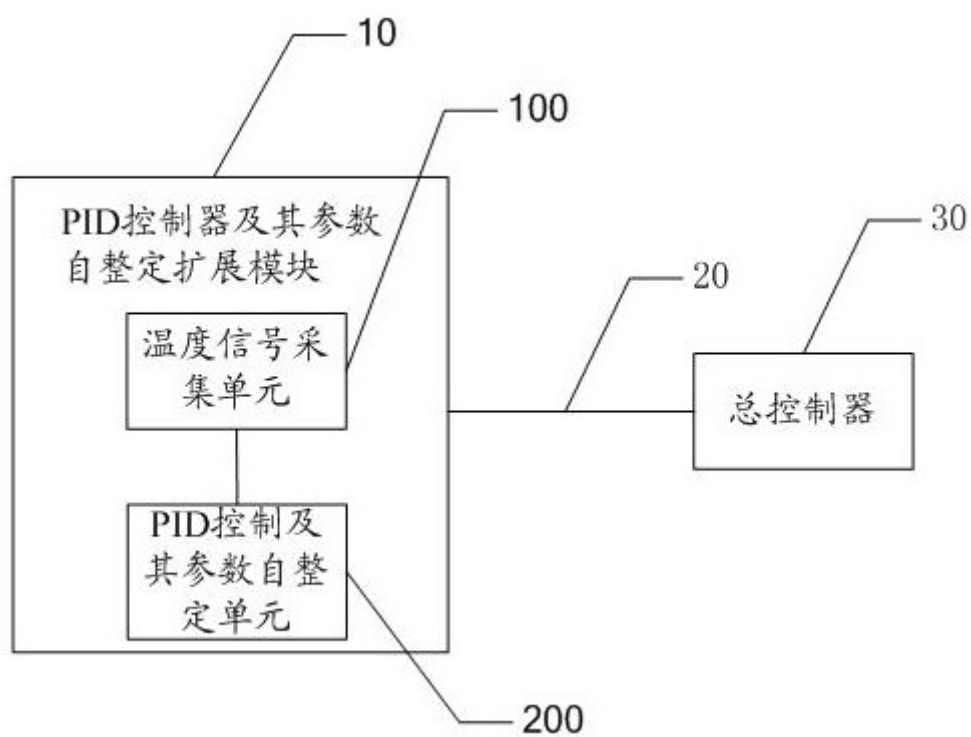 10
100
PID控制器及其参数
自整定扩展模块
30
20
温度信号采
集单元
总控制器
PID控制及
其参数自整
定单元
200